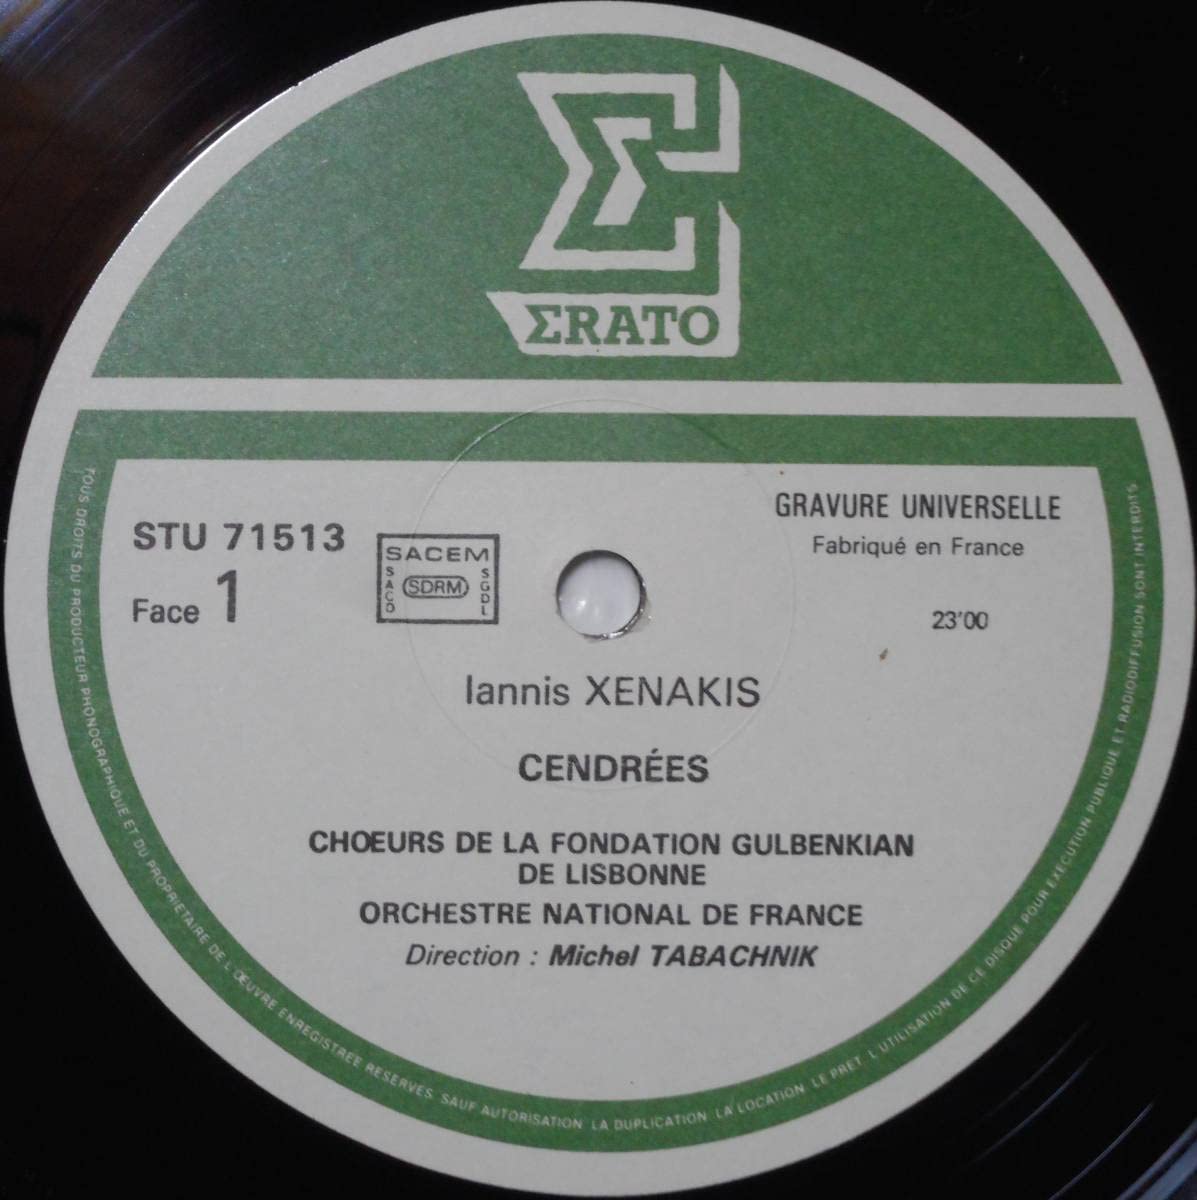 ΣRATO
STU 71513
Face 1
SACEM
SACD
SDRM
SGDL
GRAVURE UNIVERSELLE
Fabriqué en France
23'00
Iannis XENAKIS
CENDRÉES
CHŒURS DE LA FONDATION GULBENKIAN
DE LISBONNE
ORCHESTRE NATIONAL DE FRANCE
Direction : Michel TABACHNIK
TOUS DROITS DU PRODUCTEUR PHONOGRAPHIQUE ET DU PROPRIETAIRE DE L'ŒUVRE ENREGISTREE RESERVES SAUF AUTORISATION LA DUPLICATION LA LOCATION LE PRET L'UTILISATION DE CE DISQUE POUR EXECUTION PUBLIQUE ET RADIODIFFUSION SONT INTERDITS